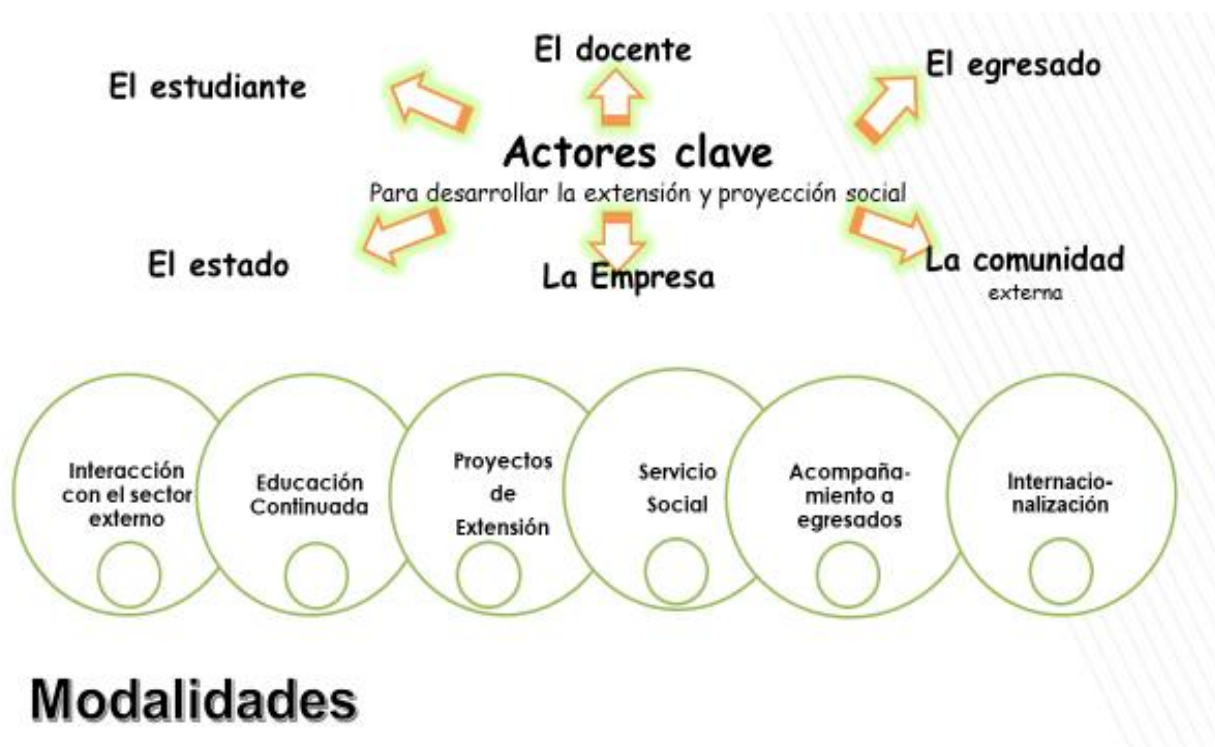 El docente
El estudiante
El egresado
Actores clave
Para desarrollar la extensión y proyección social
El estado
La Empresa
La comunidad
externa
Interacción
con el sector
externo
Educación
Continuada
Proyectos
de
Extensión
Servicio
Social
Acompaña-
miento a
egresados
Internacio-
nalización
Modalidades